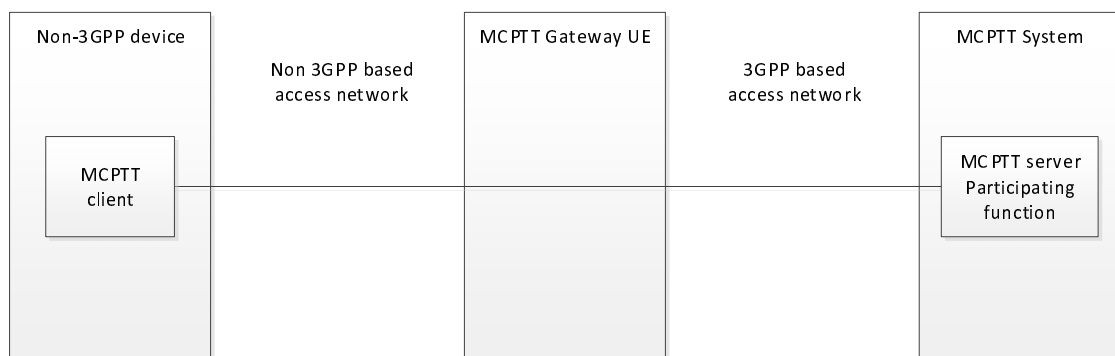 Non-3GPP device
MCPTT Gateway UE
MCPTT System
Non 3GPP based
access network
3GPP based
access network
MCPTT
client
MCPTT server
Participating
function